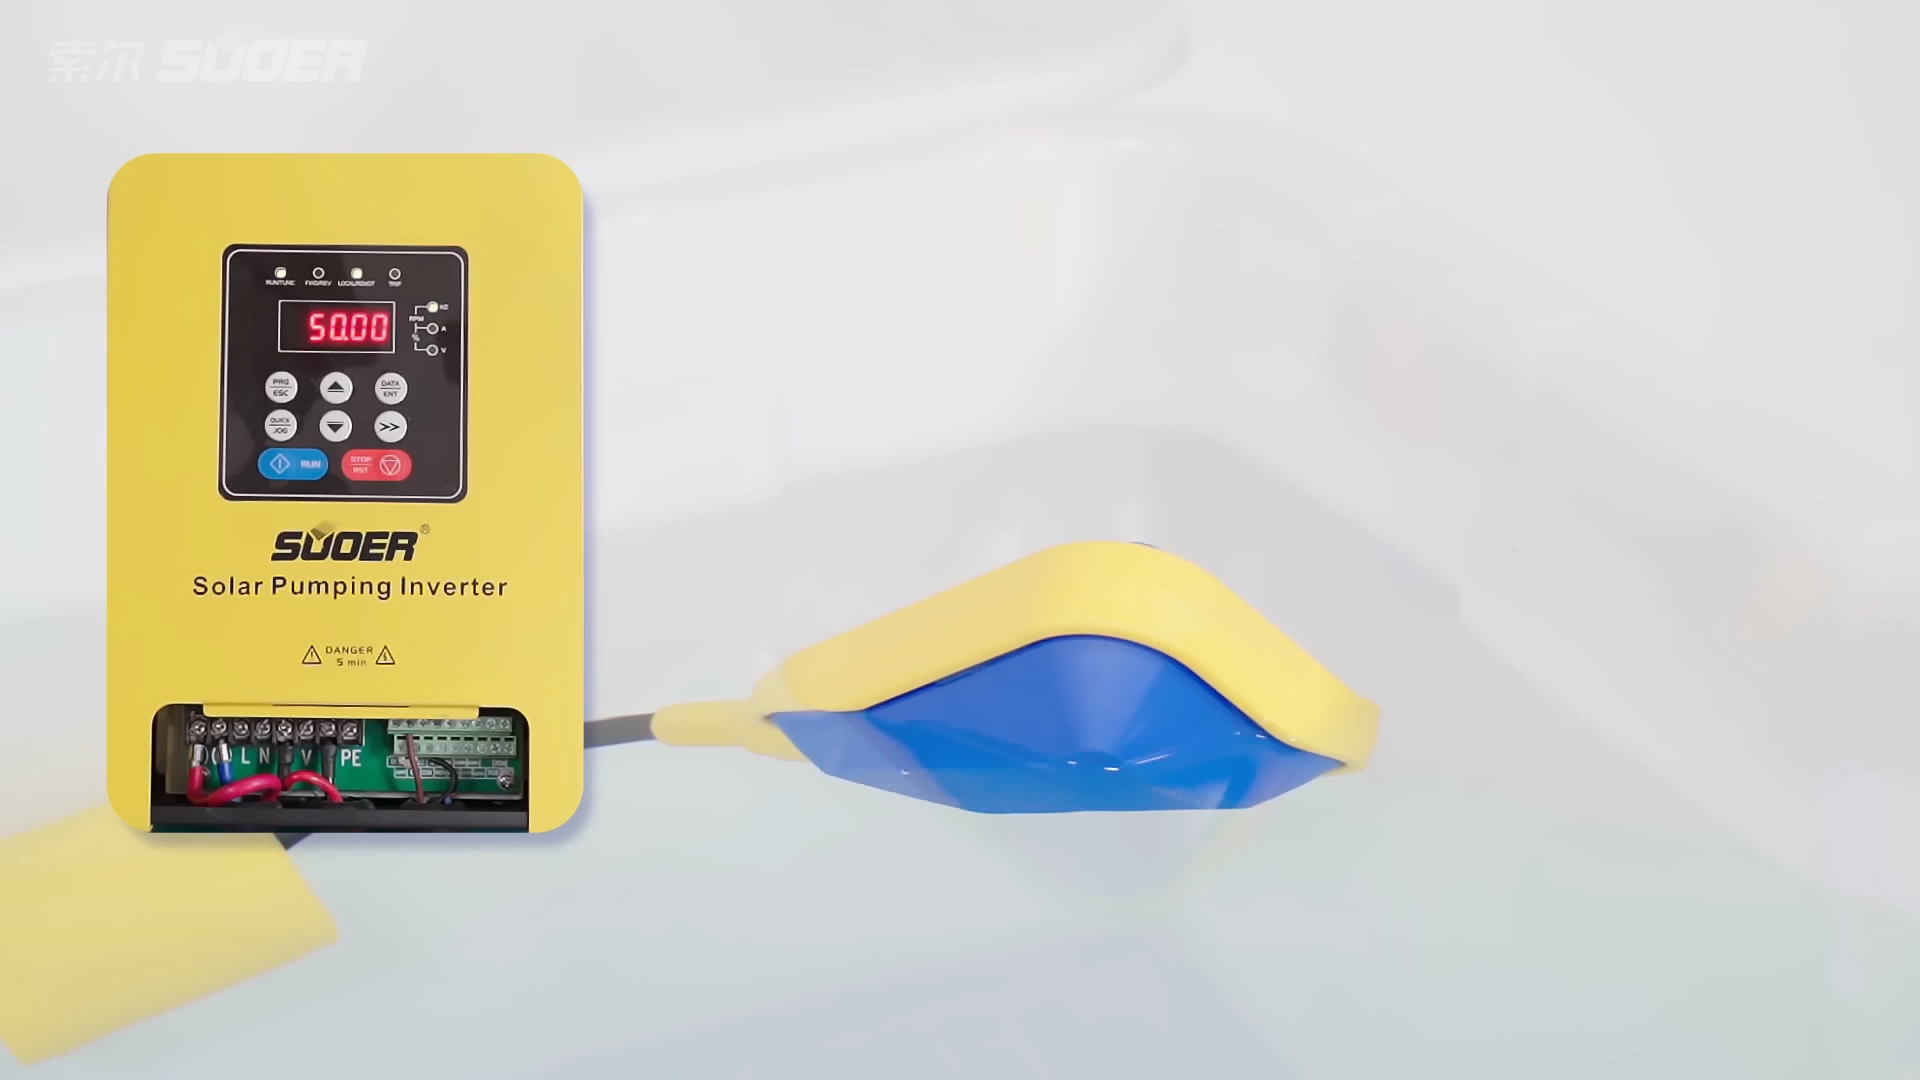 索尔 SUOER
RUN/TUNE FWD/REV LOCAL/REMOT TRIP
50.00
HZ
RPM
A
%
V
PRG
ESC
DATA
ENT
QUICK
JOG
>>
RUN
STOP
RST
SUOER®
Solar Pumping Inverter
DANGER
5 min
L N V PE